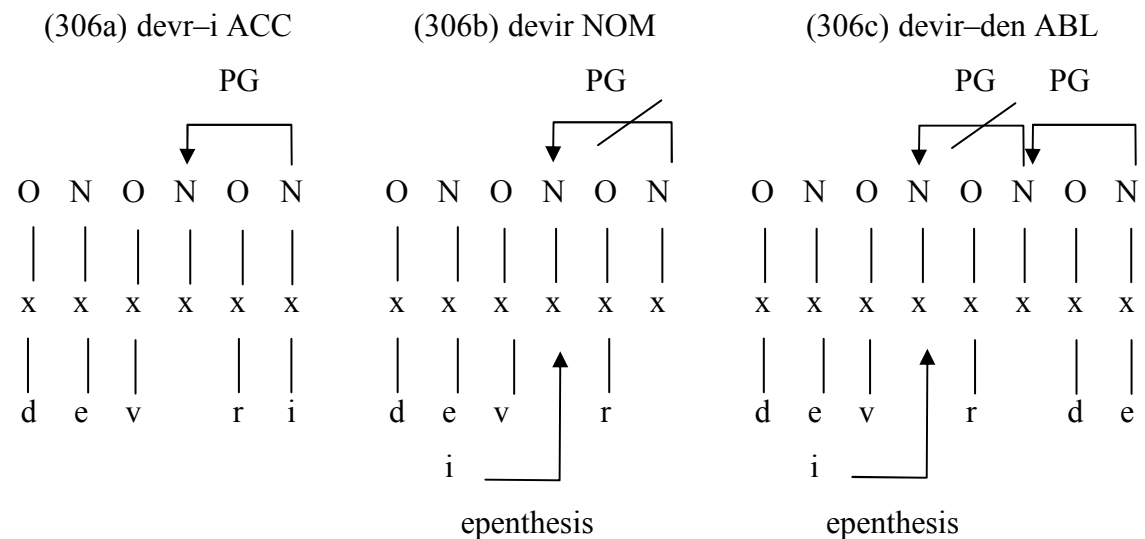 (306a) devr–i ACC (306b) devir NOM (306c) devir–den ABL
PG PG PG PG
O N O N O N O N O N O N O N O N O N O N
x x x x x x x x x x x x x x x x x x x x
d e v r i d e v r d e v r d e
i i
epenthesis epenthesis